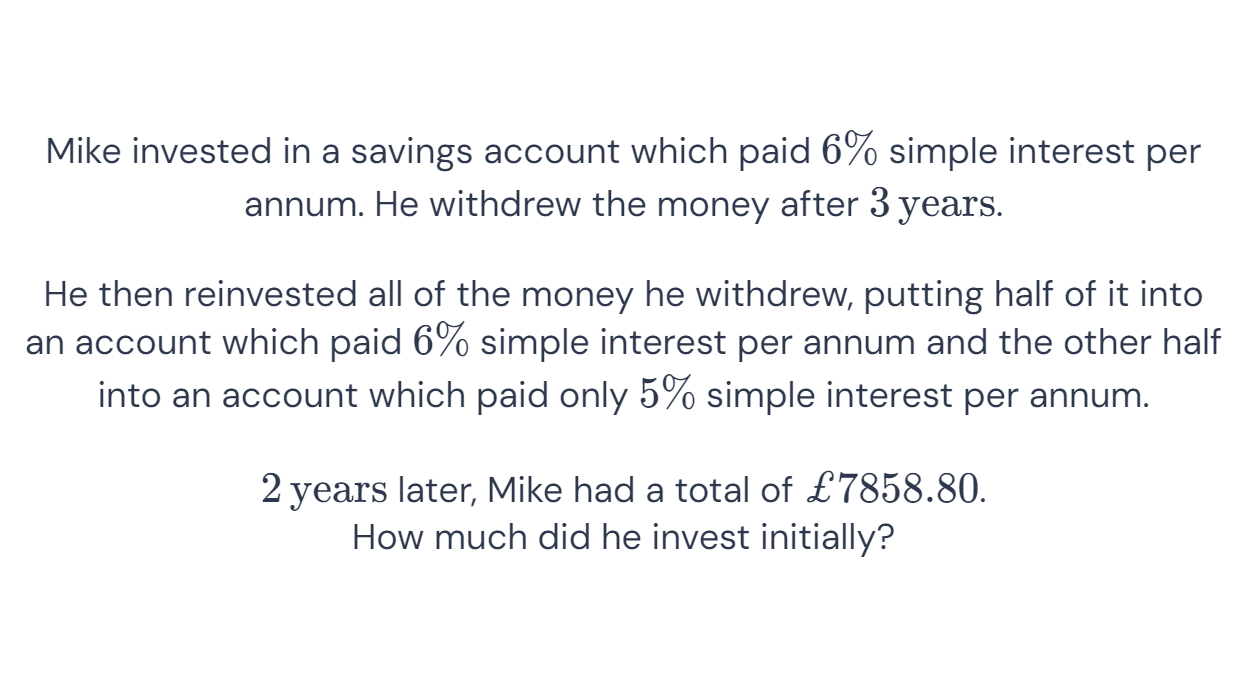 Mike invested in a savings account which paid 6% simple interest per
annum. He withdrew the money after 3 years.
He then reinvested all of the money he withdrew, putting half of it into
an account which paid 6% simple interest per annum and the other half
into an account which paid only 5% simple interest per annum.
2 years later, Mike had a total of £7858.80.
How much did he invest initially?